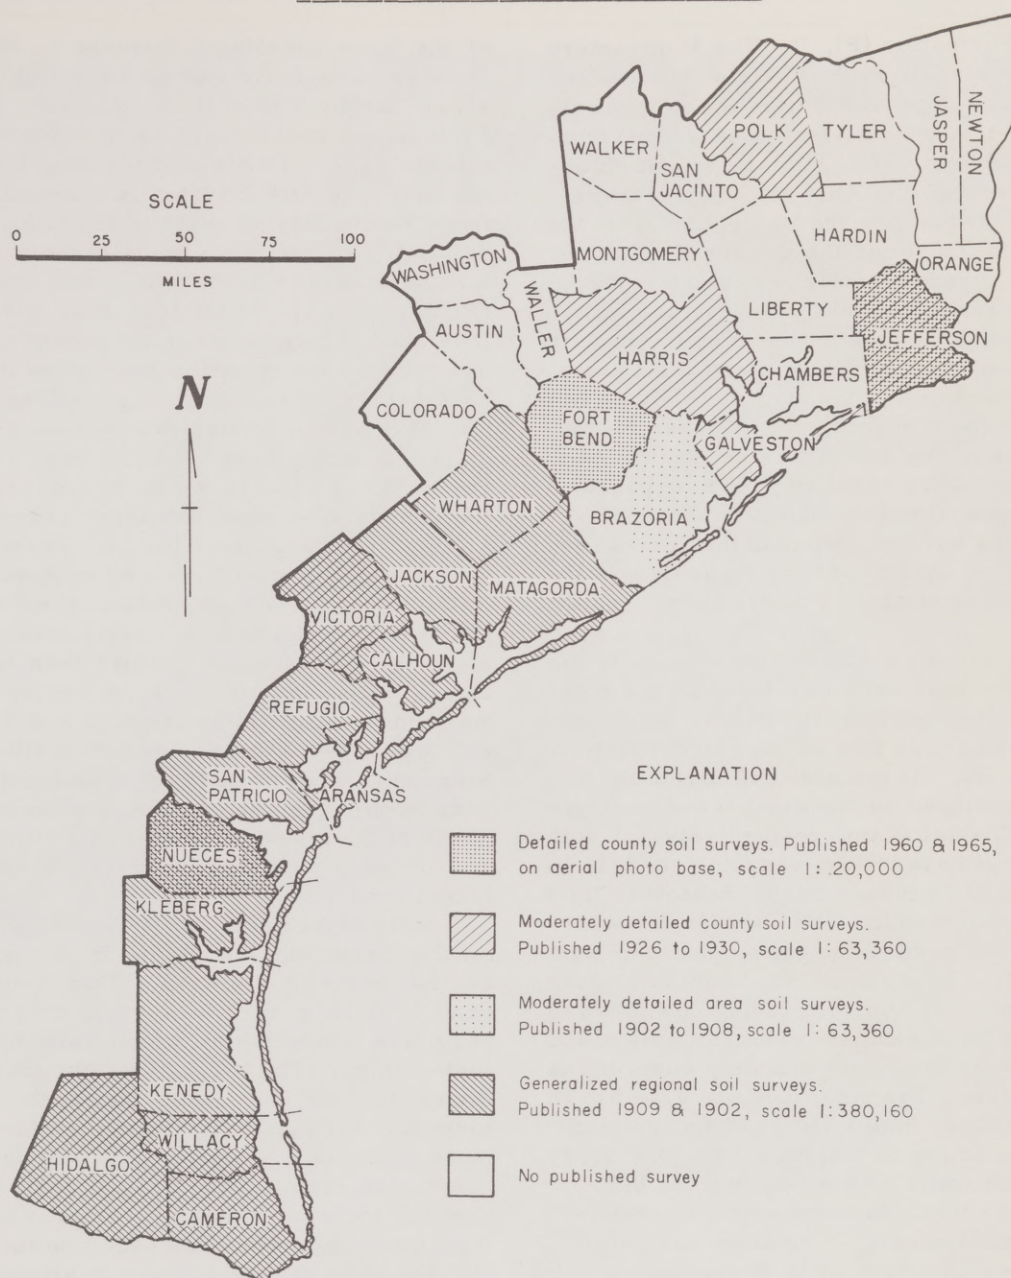 POLK
TYLER
JASPER
NEWTON
WALKER
SAN
JACINTO
SCALE
0 25 50 75 100
MILES
HARDIN
MONTGOMERY
ORANGE
WASHINGTON
WALLER
LIBERTY
AUSTIN
JEFFERSON
HARRIS
CHAMBERS
N
COLORADO
FORT
BEND
GALVESTON
WHARTON
BRAZORIA
JACKSON
MATAGORDA
VICTORIA
CALHOUN
REFUGIO
SAN
PATRICIO
ARANSAS
NUECES
KLEBERG
KENEDY
WILLACY
HIDALGO
CAMERON
EXPLANATION
Detailed county soil surveys. Published 1960 & 1965,
on aerial photo base, scale 1: 20,000
Moderately detailed county soil surveys.
Published 1926 to 1930, scale 1: 63,360
Moderately detailed area soil surveys.
Published 1902 to 1908, scale 1: 63,360
Generalized regional soil surveys.
Published 1909 & 1902, scale 1:380,160
No published survey